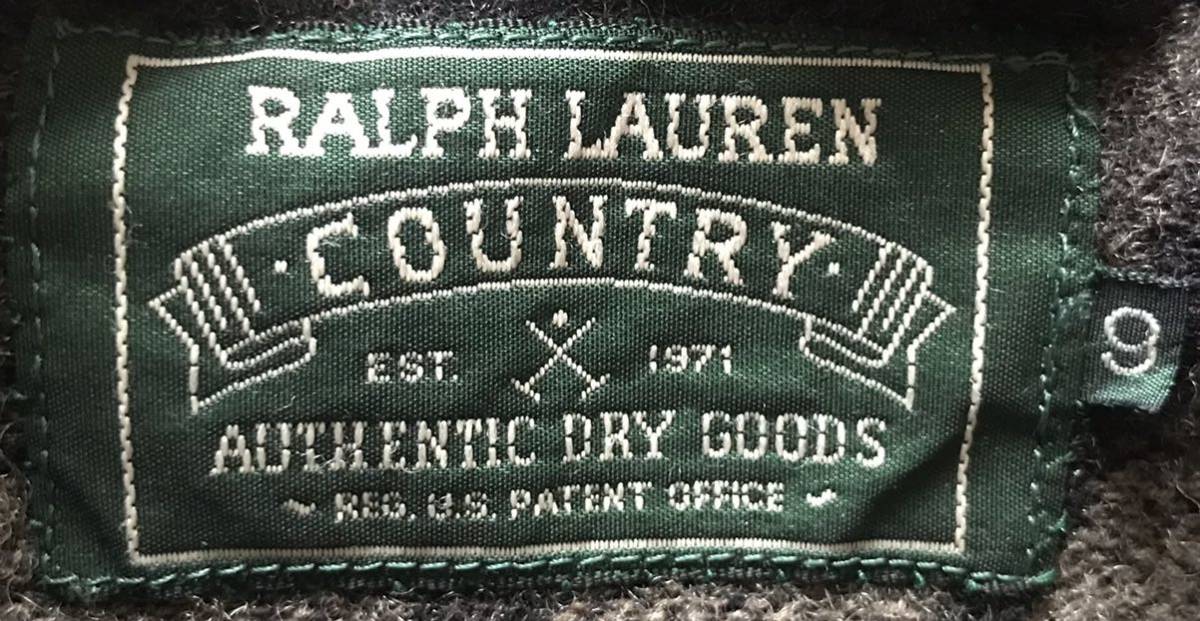 RALPH LAUREN
·COUNTRY·
EST. 1971
AUTHENTIC DRY GOODS
~ REG. U.S. PATENT OFFICE ~
9